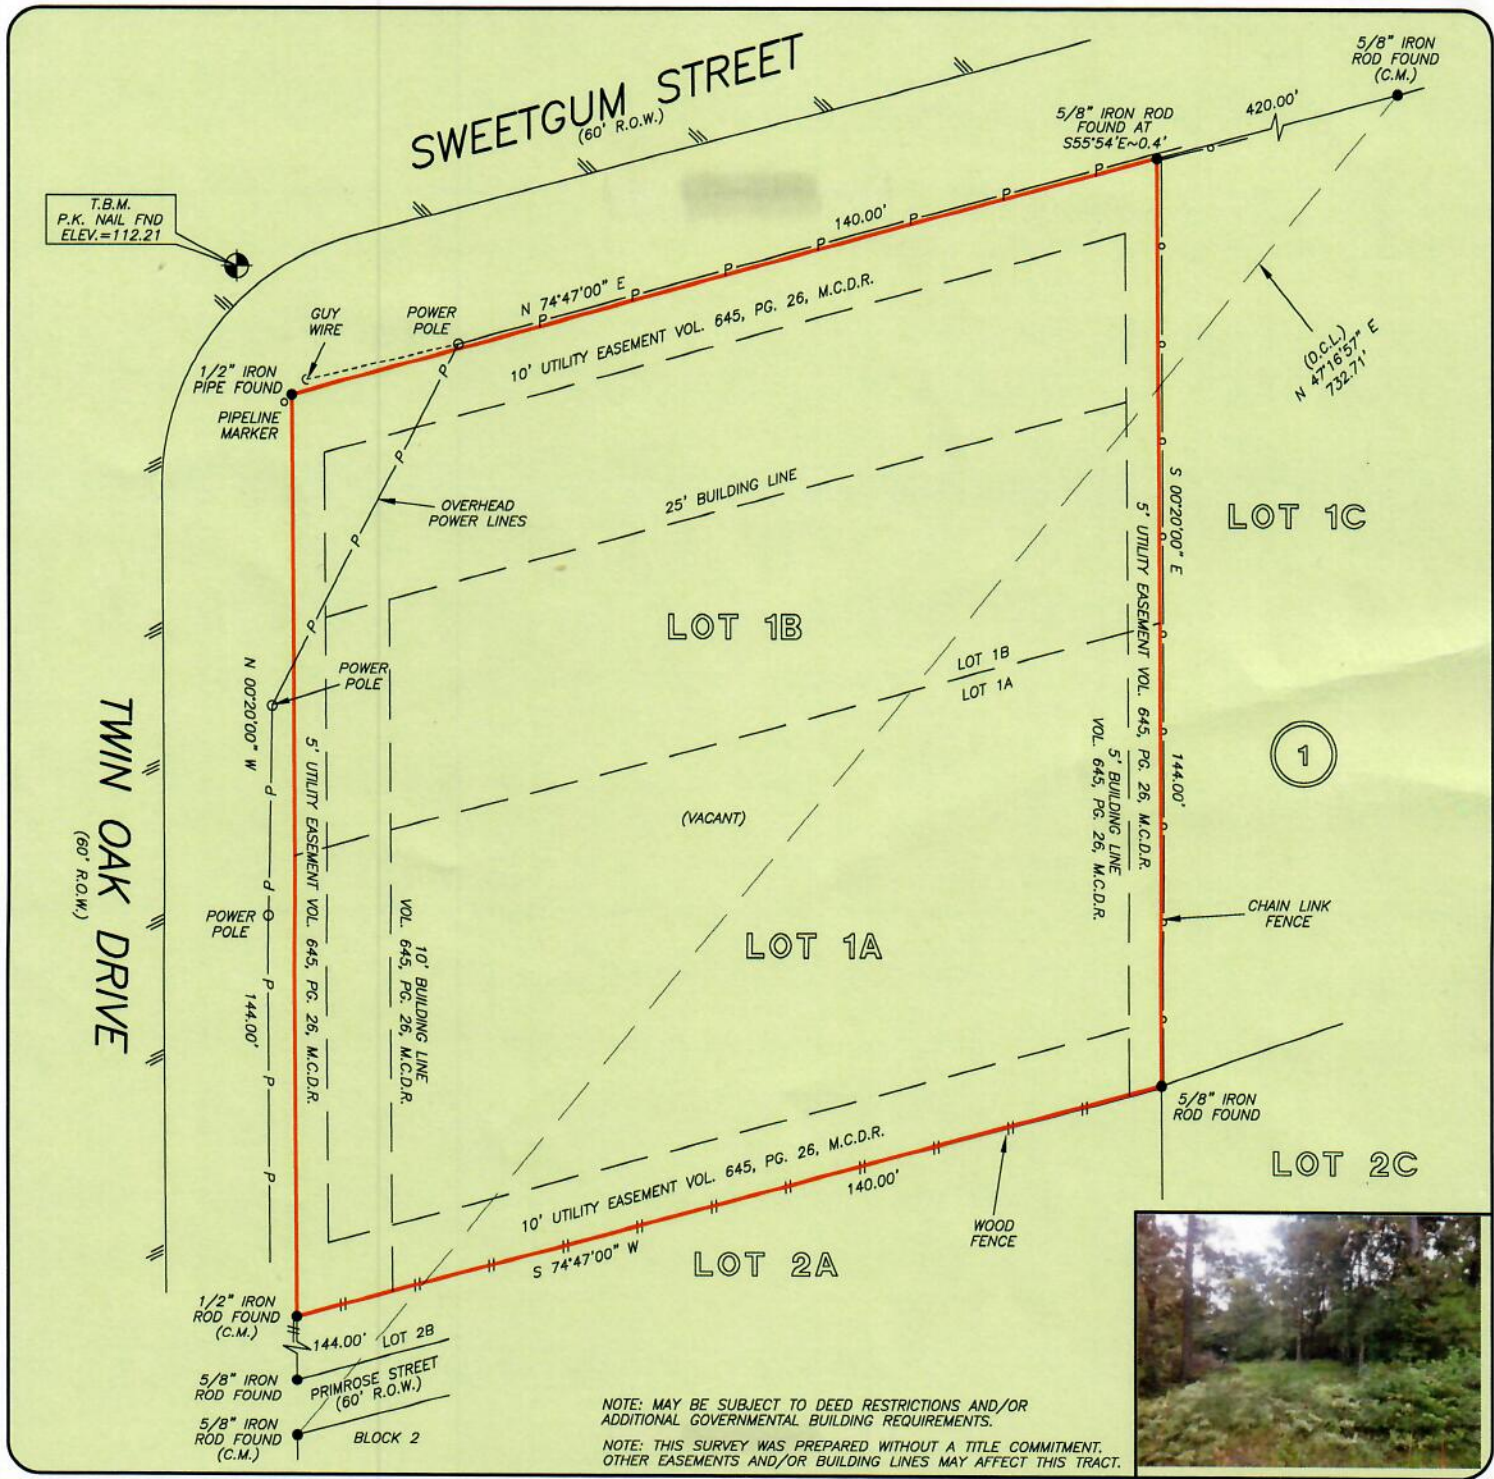 SWEETGUM STREET
(60' R.O.W.)
5/8" IRON
ROD FOUND
(C.M.)
420.00'
5/8" IRON ROD
FOUND AT
S55°54'E~0.4'
T.B.M.
P.K. NAIL FND
ELEV.=112.21
P
P
P
P
P
P
P
140.00'
N 74°47'00" E
10' UTILITY EASEMENT VOL. 645, PG. 26, M.C.D.R.
GUY
WIRE
POWER
POLE
1/2" IRON
PIPE FOUND
PIPELINE
MARKER
(D.C.L.)
N 47°16'57" E
732.71'
P
P
P
P
OVERHEAD
POWER LINES
25' BUILDING LINE
S 00°20'00" E
144.00'
5' UTILITY EASEMENT VOL. 645, PG. 26, M.C.D.R.
5' BUILDING LINE
VOL. 645, PG. 26, M.C.D.R.
LOT 1C
LOT 1B
LOT 1B
LOT 1A
POWER
POLE
N 00°20'00" W
144.00'
5' UTILITY EASEMENT VOL. 645, PG. 26, M.C.D.R.
TWIN OAK DRIVE
(60' R.O.W.)
1
(VACANT)
P
P
POWER
POLE
P
P
P
10' BUILDING LINE
VOL. 645, PG. 26, M.C.D.R.
CHAIN LINK
FENCE
LOT 1A
5/8" IRON
ROD FOUND
LOT 2C
10' UTILITY EASEMENT VOL. 645, PG. 26, M.C.D.R.
140.00'
S 74°47'00" W
WOOD
FENCE
LOT 2A
1/2" IRON
ROD FOUND
(C.M.)
144.00'
LOT 2B
5/8" IRON
ROD FOUND
PRIMROSE STREET
(60' R.O.W.)
5/8" IRON
ROD FOUND
(C.M.)
BLOCK 2
NOTE: MAY BE SUBJECT TO DEED RESTRICTIONS AND/OR
ADDITIONAL GOVERNMENTAL BUILDING REQUIREMENTS.
NOTE: THIS SURVEY WAS PREPARED WITHOUT A TITLE COMMITMENT.
OTHER EASEMENTS AND/OR BUILDING LINES MAY AFFECT THIS TRACT.